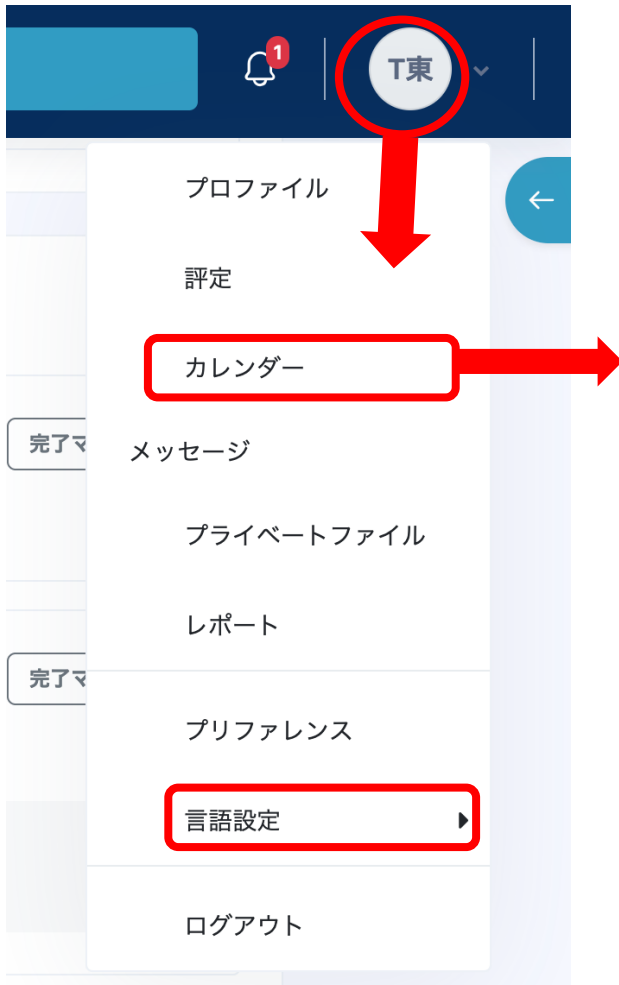 1
T東
プロファイル
評定
カレンダー
完了マ
メッセージ
プライベートファイル
レポート
完了マ
プリファレンス
言語設定
ログアウト